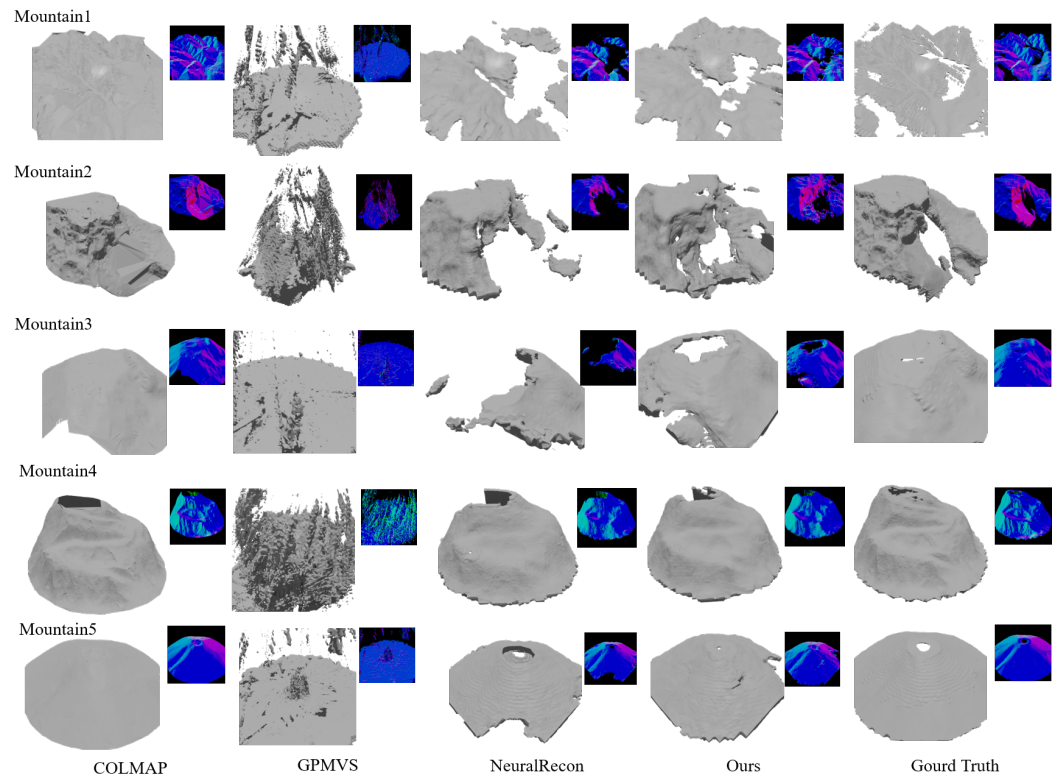 Mountain1
Mountain2
Mountain3
Mountain4
Mountain5
COLMAP
GPMVS
NeuralRecon
Ours
Gourd Truth